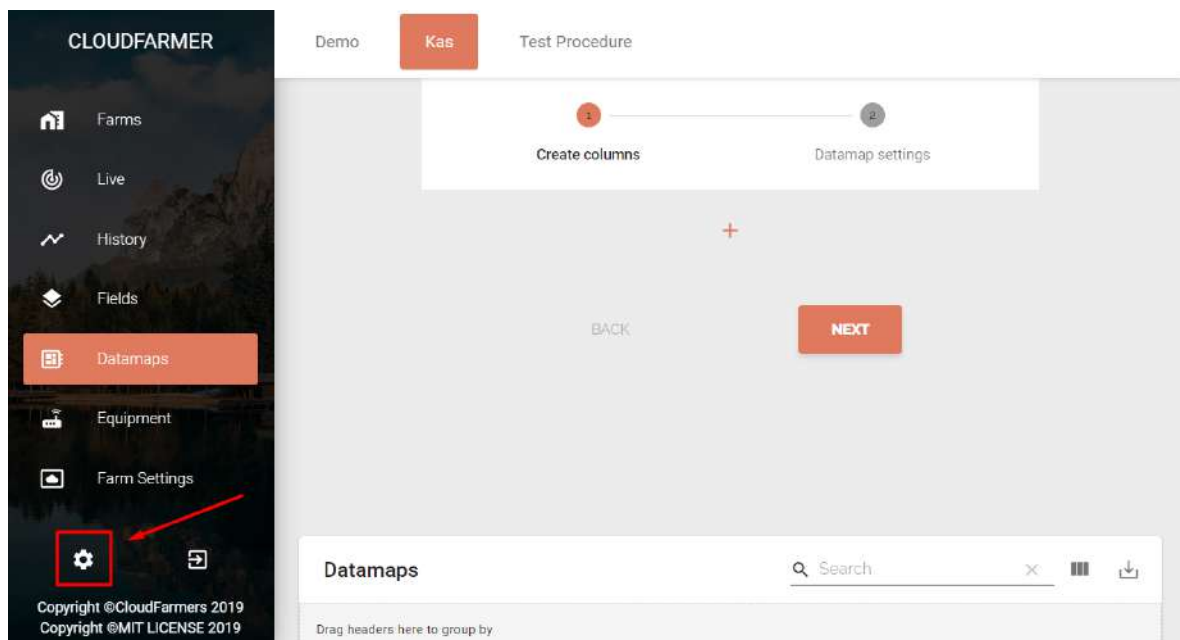 CLOUDFARMER
Farms
Live
History
Fields
Datamaps
Equipment
Farm Settings
Copyright ©CloudFarmers 2019
Copyright ©MIT LICENSE 2019
Demo Kas Test Procedure
1 2
Create columns Datamap settings
+
BACK NEXT
Datamaps Search
Drag headers here to group by